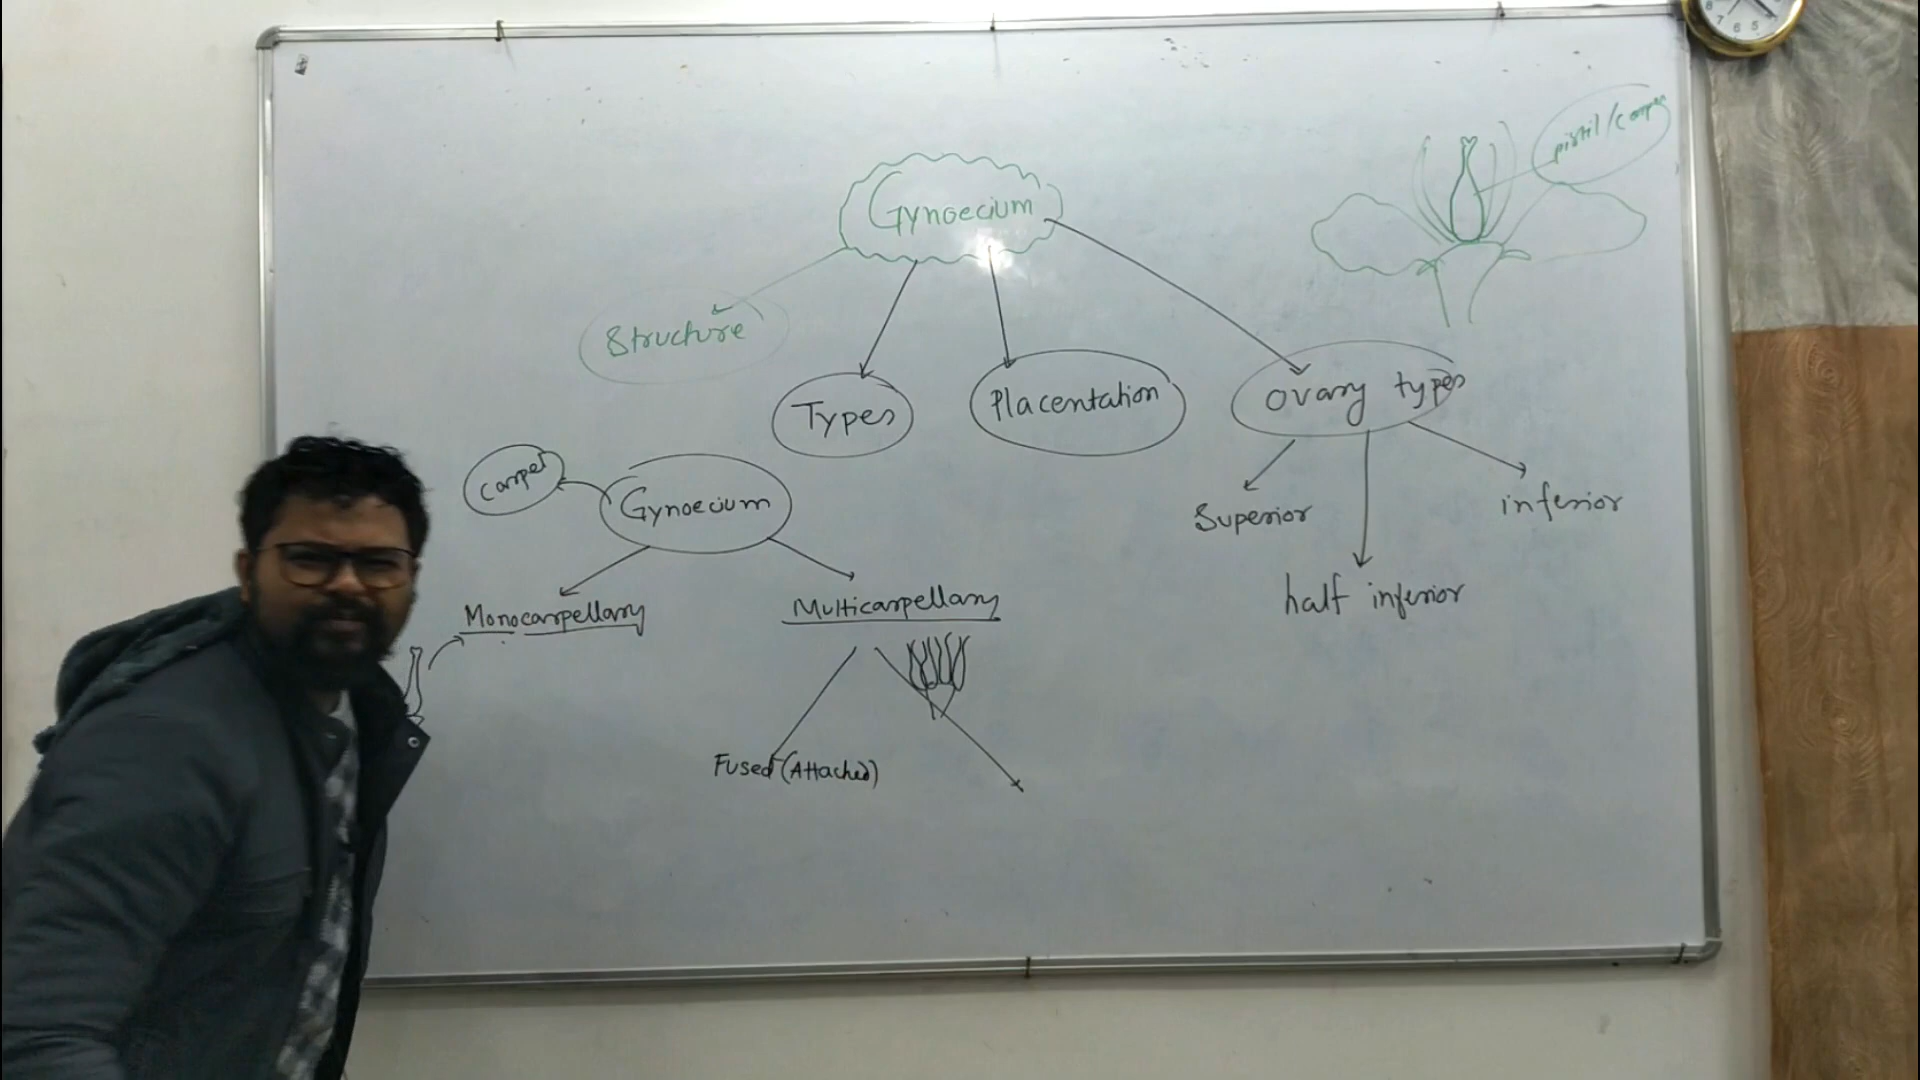 pistil/carpel
Gynoecium
Structure
Types
Placentation
Ovary types
Carpel
Gynoecium
Superior
inferior
half inferior
Monocarpellary
Multicarpellary
Fused (Attached)